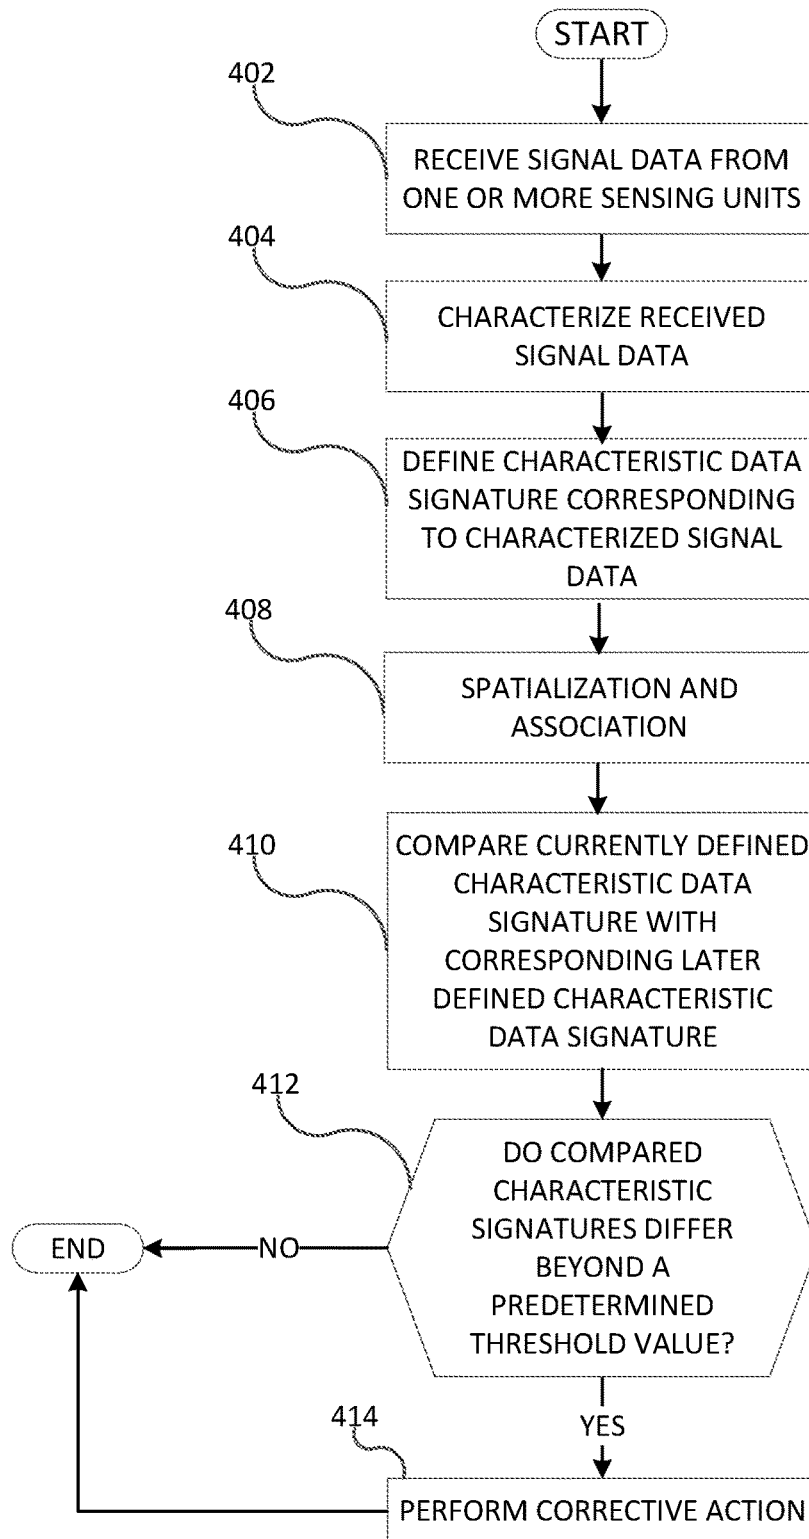 START
402
RECEIVE SIGNAL DATA FROM
ONE OR MORE SENSING UNITS
404
CHARACTERIZE RECEIVED
SIGNAL DATA
406
DEFINE CHARACTERISTIC DATA
SIGNATURE CORRESPONDING
TO CHARACTERIZED SIGNAL
DATA
408
SPATIALIZATION AND
ASSOCIATION
410
COMPARE CURRENTLY DEFINED
CHARACTERISTIC DATA
SIGNATURE WITH
CORRESPONDING LATER
DEFINED CHARACTERISTIC
DATA SIGNATURE
412
DO COMPARED
CHARACTERISTIC
SIGNATURES DIFFER
BEYOND A
PREDETERMINED
THRESHOLD VALUE?
END
NO
YES
414
PERFORM CORRECTIVE ACTION